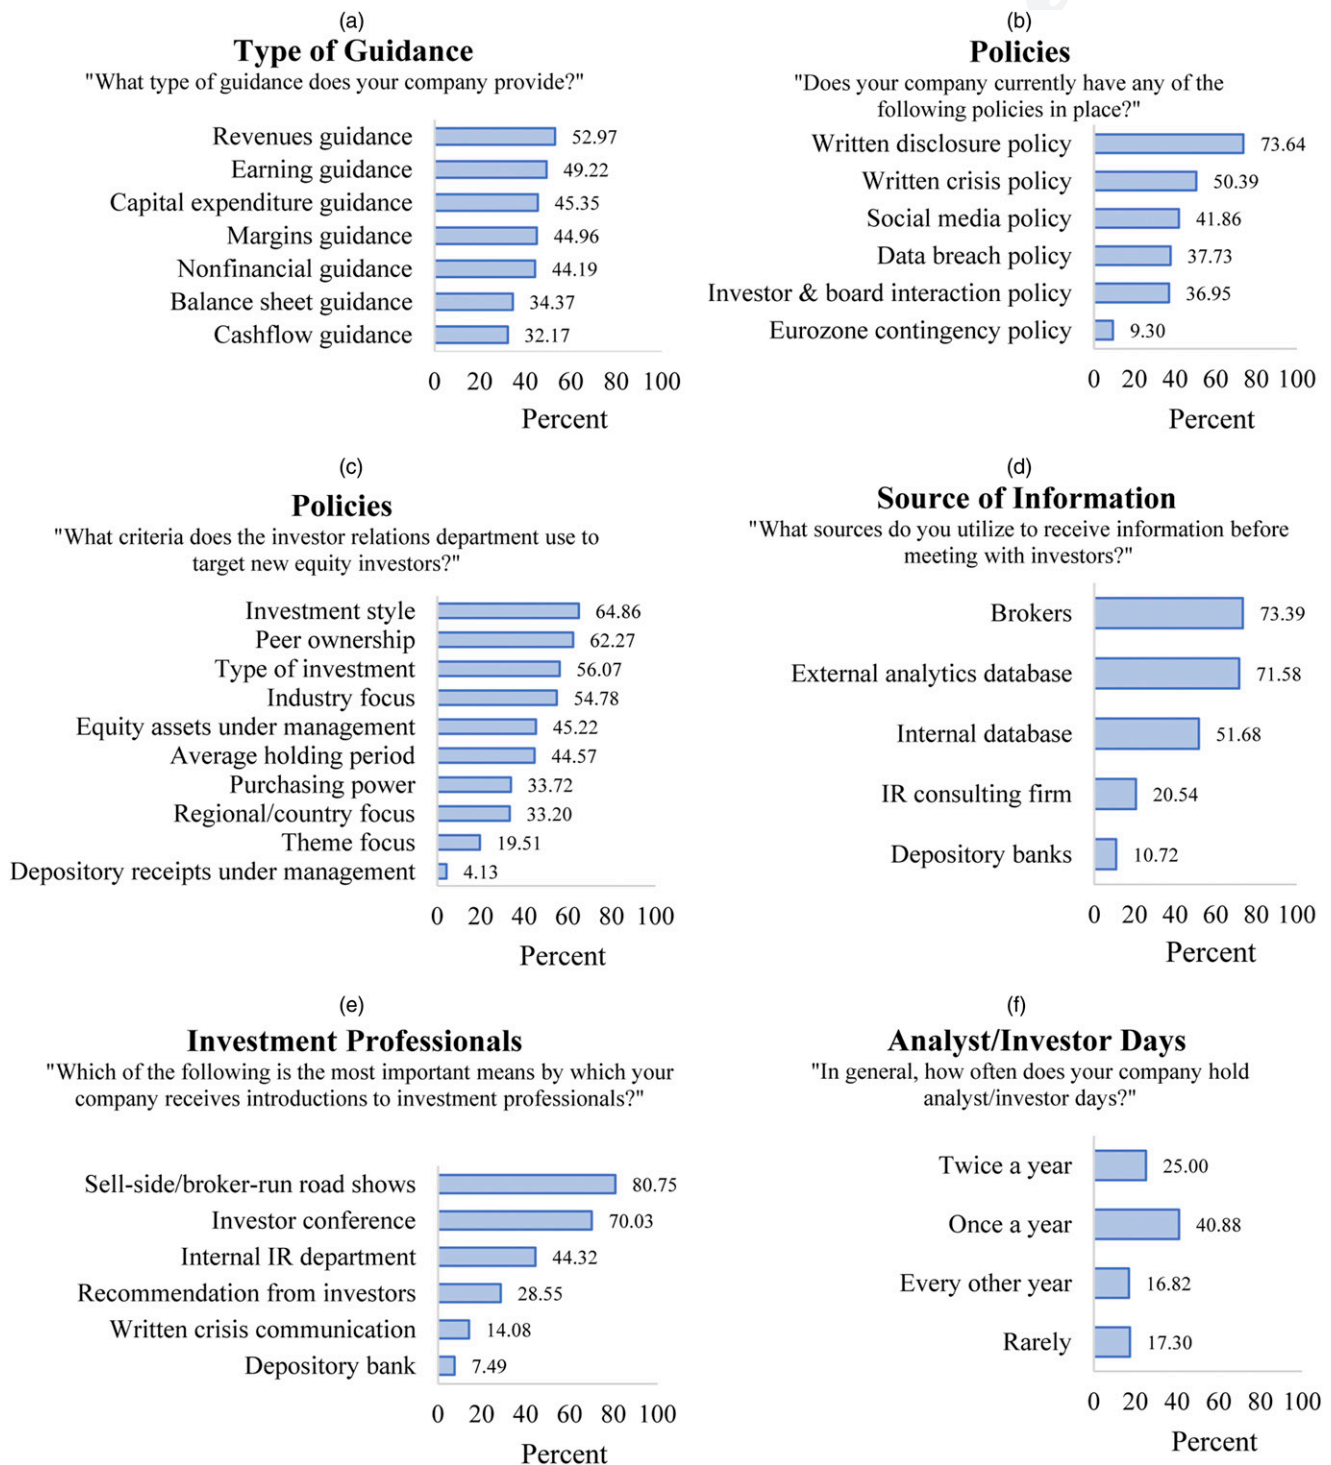 (a)
Type of Guidance
"What type of guidance does your company provide?"
Revenues guidance 52.97
Earning guidance 49.22
Capital expenditure guidance 45.35
Margins guidance 44.96
Nonfinancial guidance 44.19
Balance sheet guidance 34.37
Cashflow guidance 32.17
0 20 40 60 80 100
Percent
(b)
Policies
"Does your company currently have any of the
following policies in place?"
Written disclosure policy 73.64
Written crisis policy 50.39
Social media policy 41.86
Data breach policy 37.73
Investor & board interaction policy 36.95
Eurozone contingency policy 9.30
0 20 40 60 80 100
Percent
(c)
Policies
"What criteria does the investor relations department use to
target new equity investors?"
Investment style 64.86
Peer ownership 62.27
Type of investment 56.07
Industry focus 54.78
Equity assets under management 45.22
Average holding period 44.57
Purchasing power 33.72
Regional/country focus 33.20
Theme focus 19.51
Depository receipts under management 4.13
0 20 40 60 80 100
Percent
(d)
Source of Information
"What sources do you utilize to receive information before
meeting with investors?"
Brokers 73.39
External analytics database 71.58
Internal database 51.68
IR consulting firm 20.54
Depository banks 10.72
0 20 40 60 80 100
Percent
(e)
Investment Professionals
"Which of the following is the most important means by which your
company receives introductions to investment professionals?"
Sell-side/broker-run road shows 80.75
Investor conference 70.03
Internal IR department 44.32
Recommendation from investors 28.55
Written crisis communication 14.08
Depository bank 7.49
0 20 40 60 80 100
Percent
(f)
Analyst/Investor Days
"In general, how often does your company hold
analyst/investor days?"
Twice a year 25.00
Once a year 40.88
Every other year 16.82
Rarely 17.30
0 20 40 60 80 100
Percent